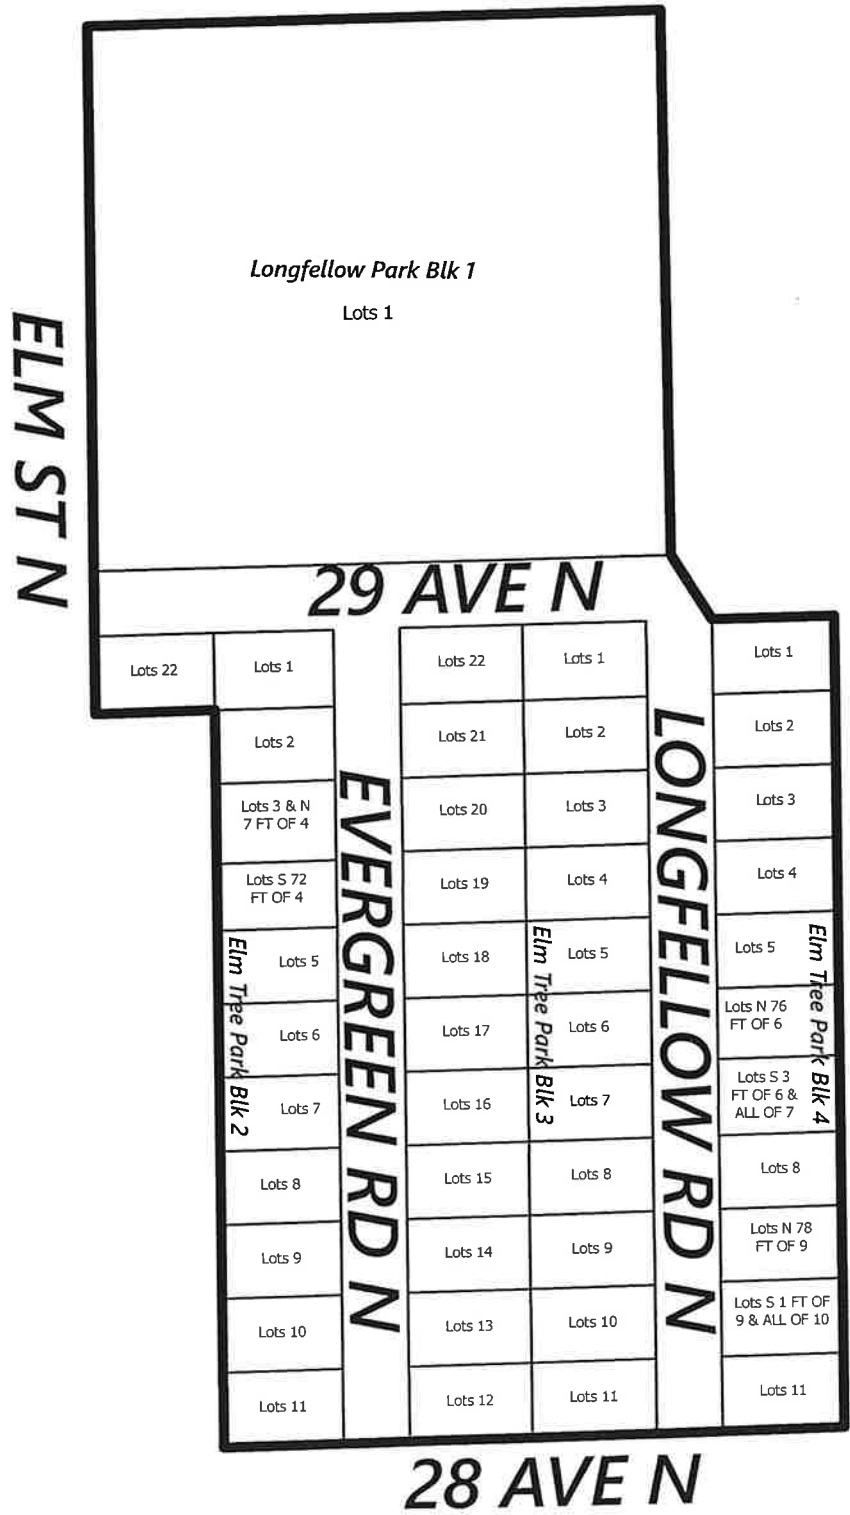 Longfellow Park Blk 1
Lots 1
ELM ST N
29 AVE N
Lots 22
Lots 1
Lots 2
Lots 3 & N
7 FT OF 4
Lots S 72
FT OF 4
Lots 5
Lots 6
Lots 7
Lots 8
Lots 9
Lots 10
Lots 11
Elm Tree Park Blk 2
EVERGREEN RD N
Lots 22
Lots 21
Lots 20
Lots 19
Lots 18
Lots 17
Lots 16
Lots 15
Lots 14
Lots 13
Lots 12
Elm Tree Park Blk 3
Lots 1
Lots 2
Lots 3
Lots 4
Lots 5
Lots 6
Lots 7
Lots 8
Lots 9
Lots 10
Lots 11
LONGFELLOW RD N
Lots 1
Lots 2
Lots 3
Lots 4
Lots 5
Lots N 76
FT OF 6
Lots S 3
FT OF 6 &
ALL OF 7
Lots 8
Lots N 78
FT OF 9
Lots S 1 FT OF
9 & ALL OF 10
Lots 11
Elm Tree Park Blk 4
28 AVE N